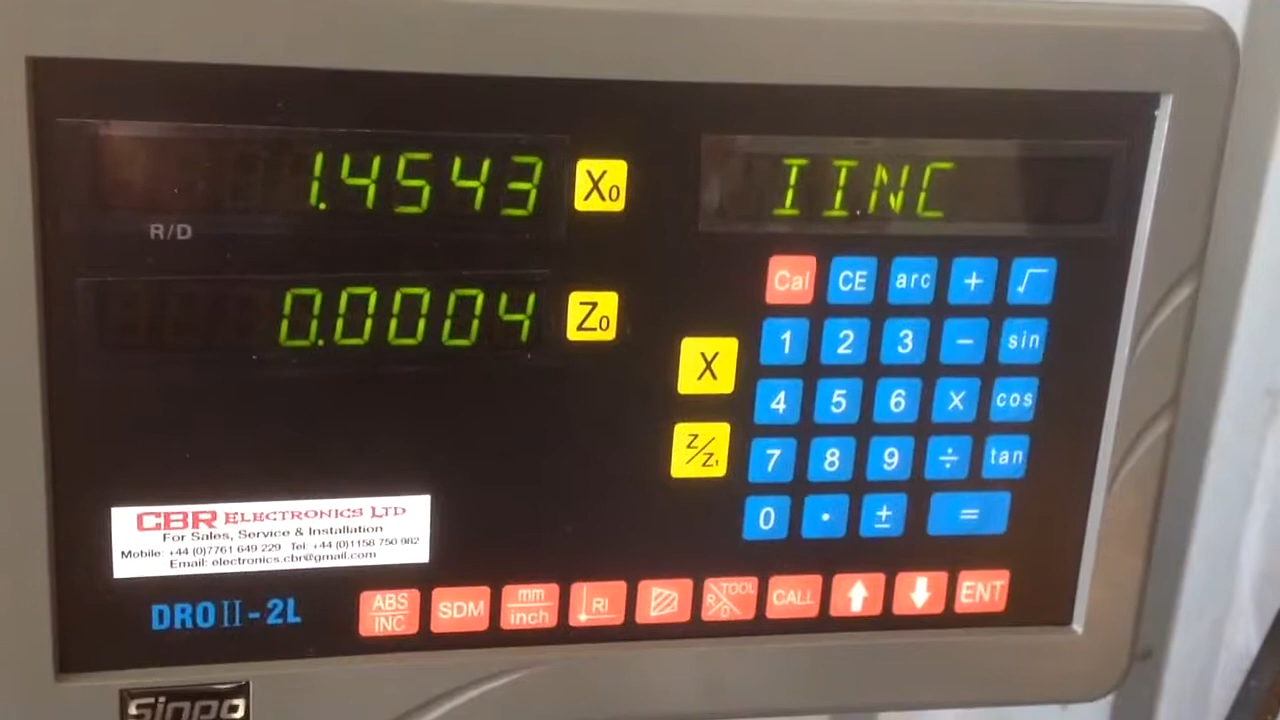 1.4543
X0
IINC
R/D
0.0004
Z0
Cal CE arc + √
1 2 3 − sin
X
4 5 6 × cos
Z/Z1
7 8 9 ÷ tan
0 . ± =
CBR ELECTRONICS LTD
For Sales, Service & Installation
Mobile: +44 (0)7761 649 229 Tel: +44 (0)1158 750 982
Email: electronics.cbr@gmail.com
DROII-2L
ABS/INC SDM mm/inch RI R/D TOOL CALL ENT
Sinpo